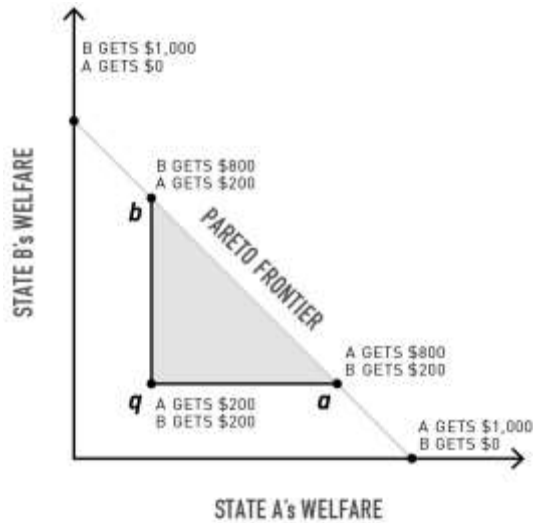 B GETS $1,000
A GETS $0
B GETS $800
A GETS $200
b
PARETO FRONTIER
STATE B's WELFARE
A GETS $800
B GETS $200
q
A GETS $200
B GETS $200
a
A GETS $1,000
B GETS $0
STATE A's WELFARE